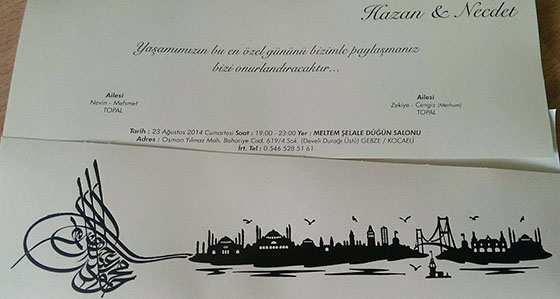 Hazan & Necdet
Yaşamımızın bu en özel gününü bizimle paylaşmanız
bizi onurlandıracaktır...
Ailesi
Nevin - Mehmet
TOPAL
Ailesi
Zekiye - Cengiz (Merhum)
TOPAL
Tarih : 23 Ağustos 2014 Cumartesi Saat : 19:00 - 23:00 Yer : MELTEM ŞELALE DÜĞÜN SALONU
Adres : Osman Yılmaz Mah. Bahariye Cad. 619/4 Sok. (Develi Durağı Üstü) GEBZE / KOCAELİ
İrt. Tel : 0 546 528 51 61